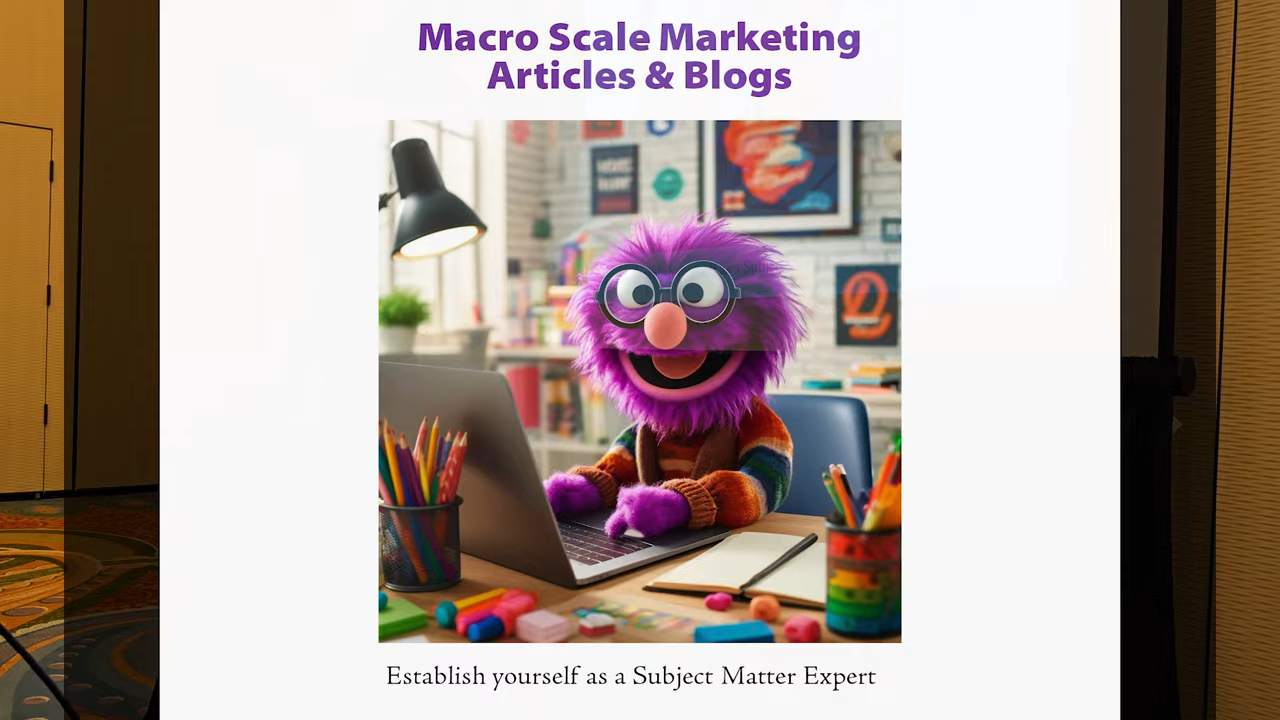 Macro Scale Marketing
Articles & Blogs
Establish yourself as a Subject Matter Expert